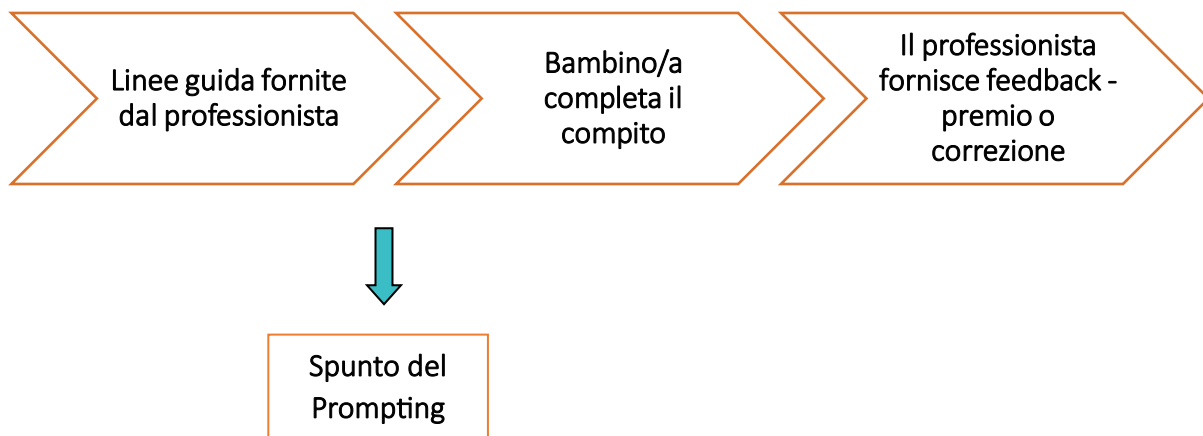 Linee guida fornite
dal professionista
Bambino/a
completa il
compito
Il professionista
fornisce feedback -
premio o
correzione
Spunto del
Prompting